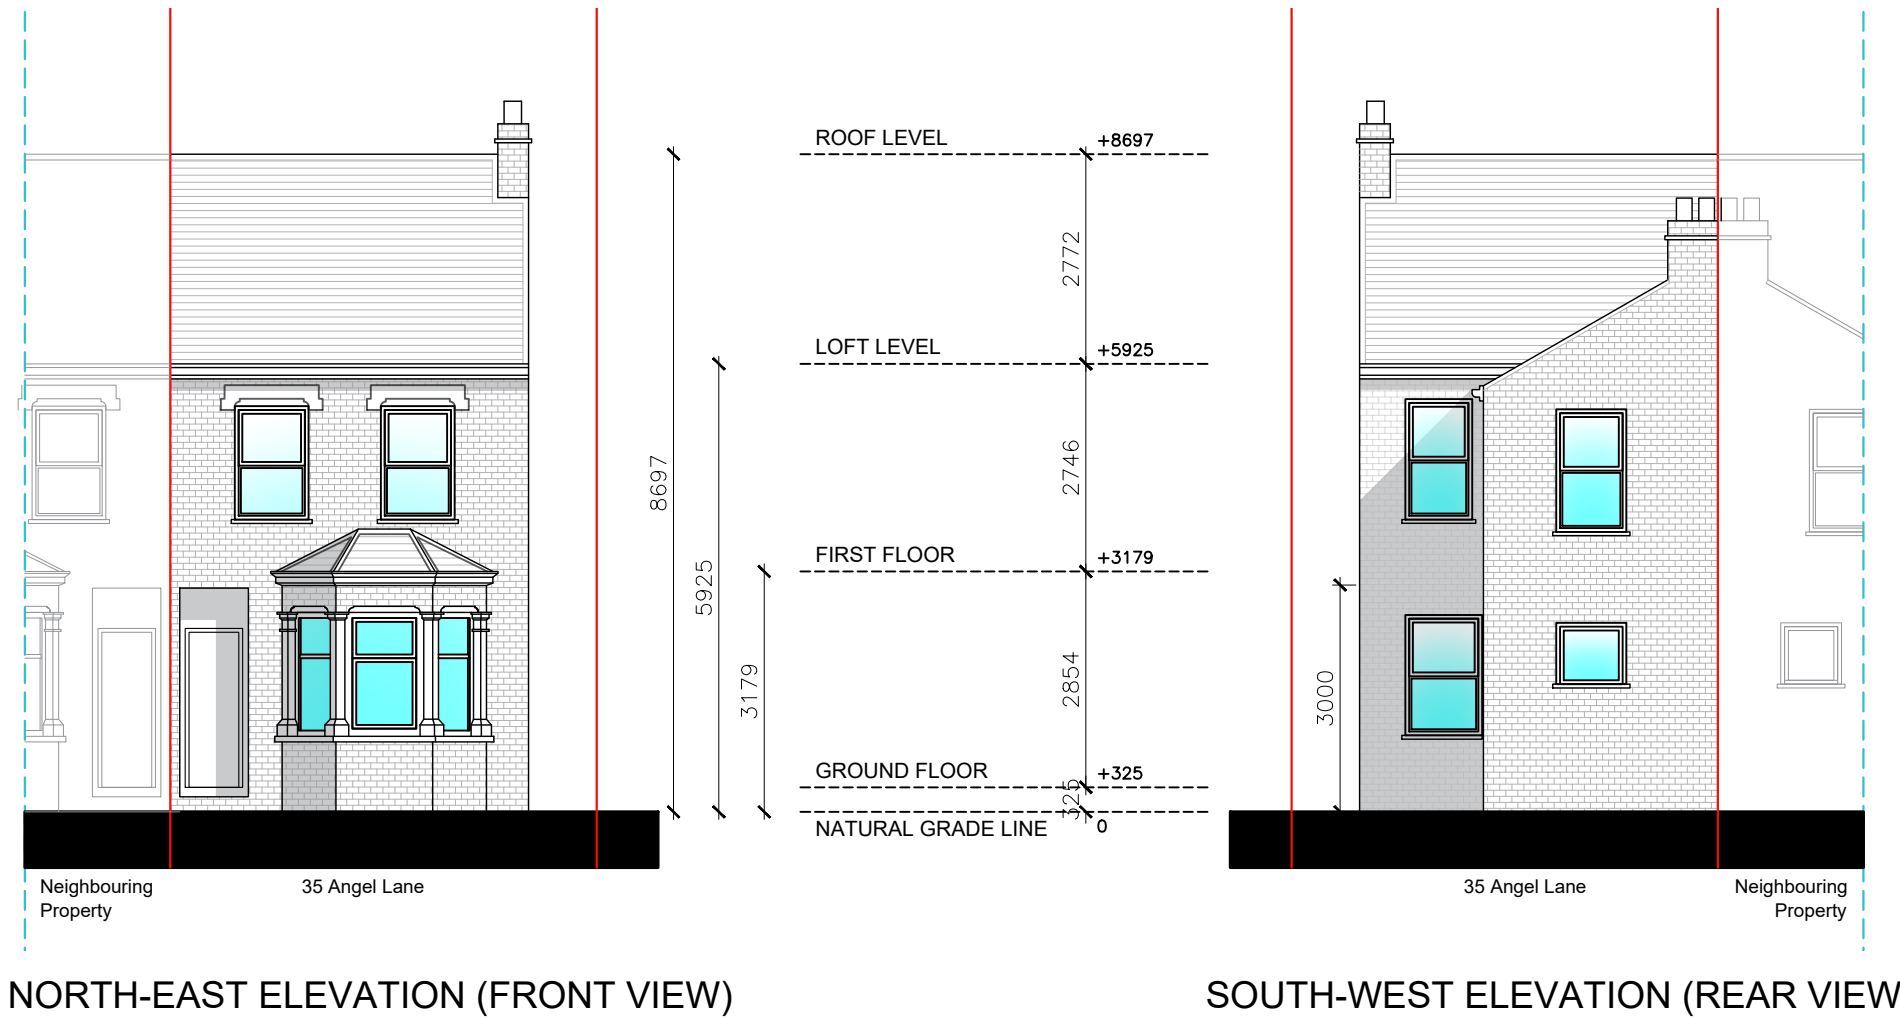 ROOF LEVEL
+8697
2772
LOFT LEVEL
+5925
2746
8697
FIRST FLOOR
+3179
5925
3179
2854
3000
GROUND FLOOR
+325
325
NATURAL GRADE LINE
0
Neighbouring
Property
35 Angel Lane
35 Angel Lane
Neighbouring
Property
NORTH-EAST ELEVATION (FRONT VIEW)
SOUTH-WEST ELEVATION (REAR VIEW